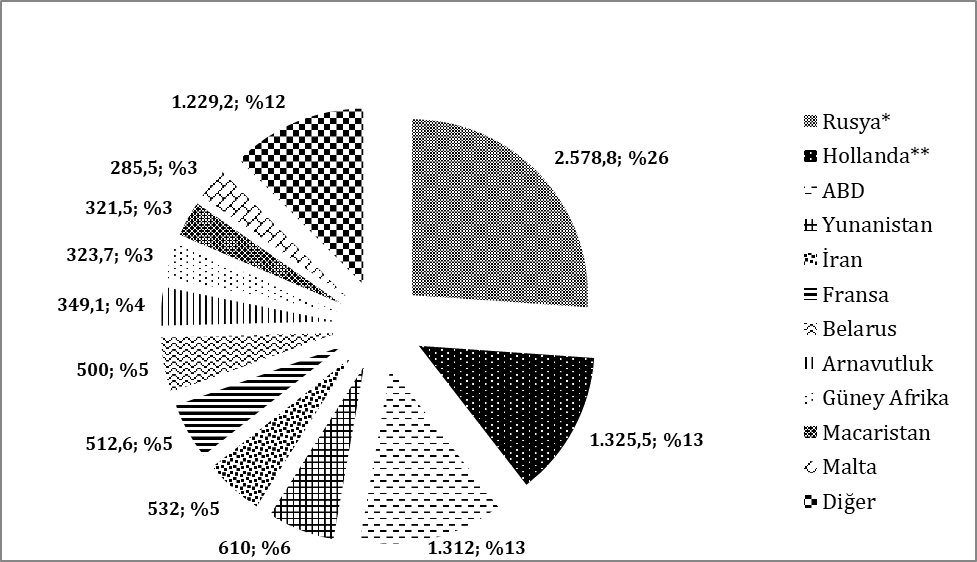 1.229,2; %12
2.578,8; %26
285,5; %3
321,5; %3
323,7; %3
349,1; %4
500; %5
512,6; %5
532; %5
610; %6
1.312; %13
1.325,5; %13
Rusya*
Hollanda**
ABD
Yunanistan
İran
Fransa
Belarus
Arnavutluk
Güney Afrika
Macaristan
Malta
Diğer